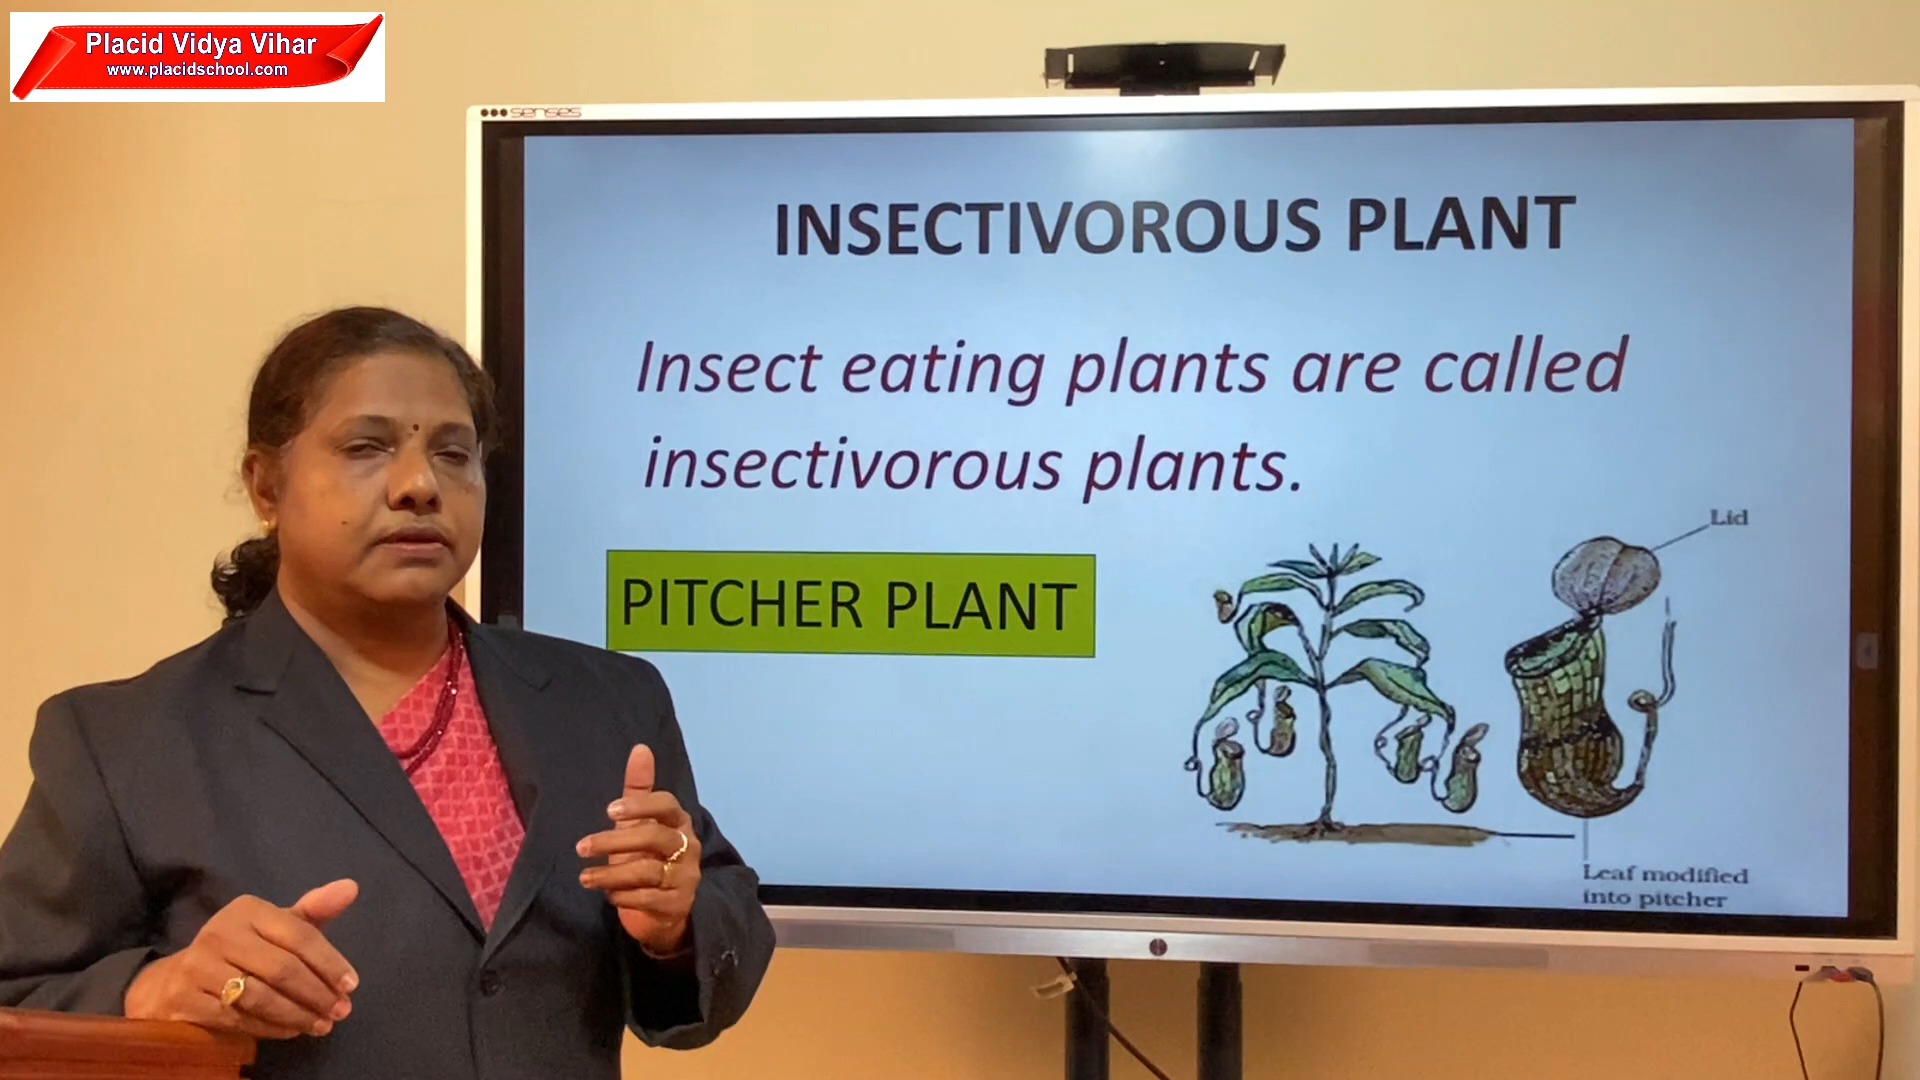 Placid Vidya Vihar
www.placidschool.com
senses
INSECTIVOROUS PLANT
Insect eating plants are called
insectivorous plants.
PITCHER PLANT
Lid
Leaf modified
into pitcher